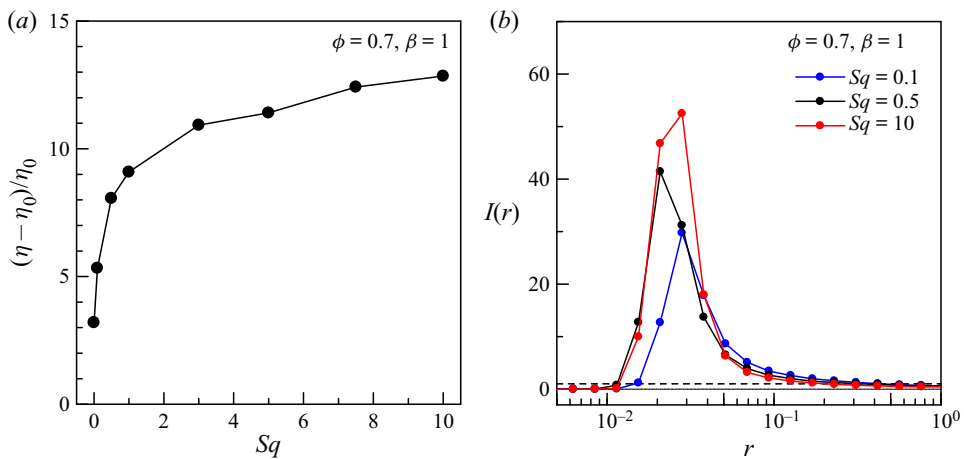 (a)
15
10
5
0
ϕ = 0.7, β = 1
(η – η0)/η0
0
2
4
6
8
10
Sq
(b)
60
40
20
0
ϕ = 0.7, β = 1
Sq = 0.1
Sq = 0.5
Sq = 10
I(r)
10⁻²
10⁻¹
10⁰
r